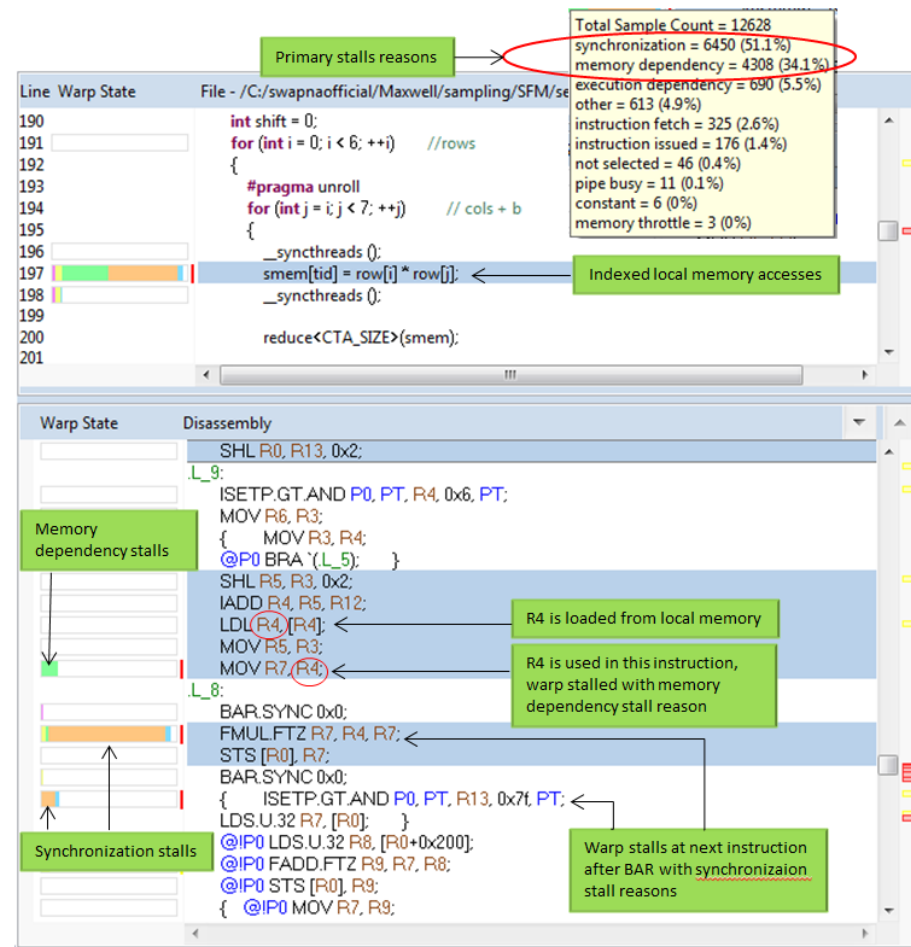 Total Sample Count = 12628
synchronization = 6450 (51.1%)
memory dependency = 4308 (34.1%)
execution dependency = 690 (5.5%)
other = 613 (4.9%)
instruction fetch = 325 (2.6%)
instruction issued = 176 (1.4%)
not selected = 46 (0.4%)
pipe busy = 11 (0.1%)
constant = 6 (0%)
memory throttle = 3 (0%)
Primary stalls reasons
Line Warp State File - /C:/swapnaofficial/Maxwell/sampling/SFM/se
190 int shift = 0;
191 for (int i = 0; i < 6; ++i) //rows
192 {
193 #pragma unroll
194 for (int j = i; j < 7; ++j) // cols + b
195 {
196 __syncthreads ();
197 smem[tid] = row[i] * row[j];
Indexed local memory accesses
198 __syncthreads ();
199
200 reduce<CTA_SIZE>(smem);
201
Warp State Disassembly
SHL R0, R13, 0x2;
.L_9:
ISETP.GT.AND P0, PT, R4, 0x6, PT;
MOV R6, R3;
{ MOV R3, R4;
@P0 BRA `(.L_5); }
SHL R5, R3, 0x2;
IADD R4, R5, R12;
LDL R4, [R4];
MOV R5, R3;
MOV R7, R4;
.L_8:
BAR.SYNC 0x0;
FMUL.FTZ R7, R4, R7;
STS [R0], R7;
BAR.SYNC 0x0;
{ ISETP.GT.AND P0, PT, R13, 0x7f, PT;
LDS.U.32 R7, [R0]; }
@!P0 LDS.U.32 R8, [R0+0x200];
@!P0 FADD.FTZ R9, R7, R8;
@!P0 STS [R0], R9;
{ @!P0 MOV R7, R9;
Memory
dependency stalls
R4 is loaded from local memory
R4 is used in this instruction,
warp stalled with memory
dependency stall reason
Synchronization stalls
Warp stalls at next instruction
after BAR with synchronizaion
stall reasons